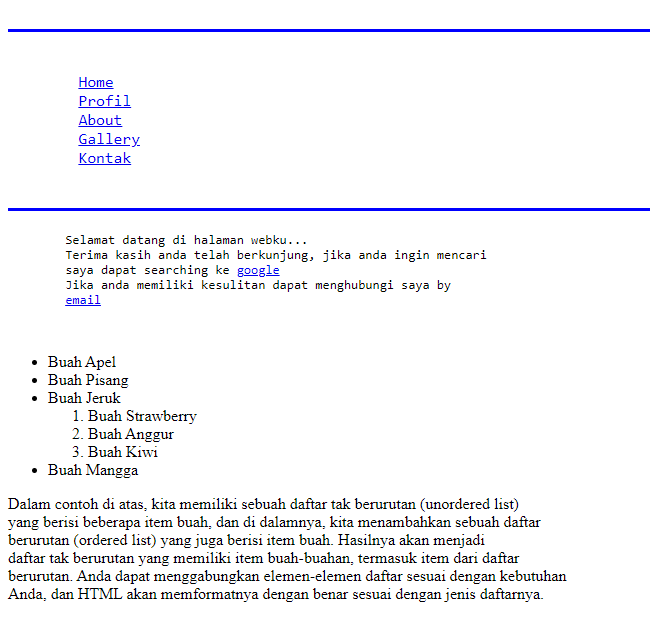 Home
Profil
About
Gallery
Kontak
Selamat datang di halaman webku...
Terima kasih anda telah berkunjung, jika anda ingin mencari
saya dapat searching ke google
Jika anda memiliki kesulitan dapat menghubungi saya by
email
• Buah Apel
• Buah Pisang
• Buah Jeruk
1. Buah Strawberry
2. Buah Anggur
3. Buah Kiwi
• Buah Mangga
Dalam contoh di atas, kita memiliki sebuah daftar tak berurutan (unordered list)
yang berisi beberapa item buah, dan di dalamnya, kita menambahkan sebuah daftar
berurutan (ordered list) yang juga berisi item buah. Hasilnya akan menjadi
daftar tak berurutan yang memiliki item buah-buahan, termasuk item dari daftar
berurutan. Anda dapat menggabungkan elemen-elemen daftar sesuai dengan kebutuhan
Anda, dan HTML akan memformatnya dengan benar sesuai dengan jenis daftarnya.